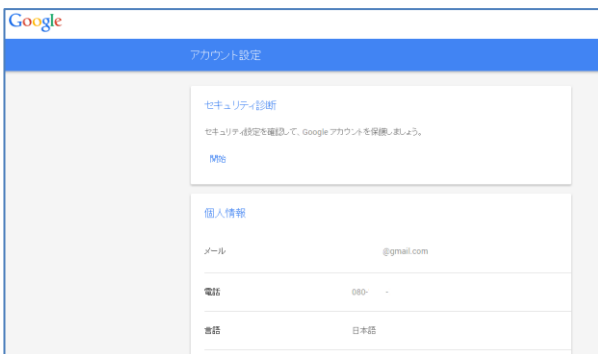 Google
アカウント設定
セキュリティ診断
セキュリティ設定を確認して、Google アカウントを保護しましょう。
開始
個人情報
メール @gmail.com
電話 080- -
言語 日本語